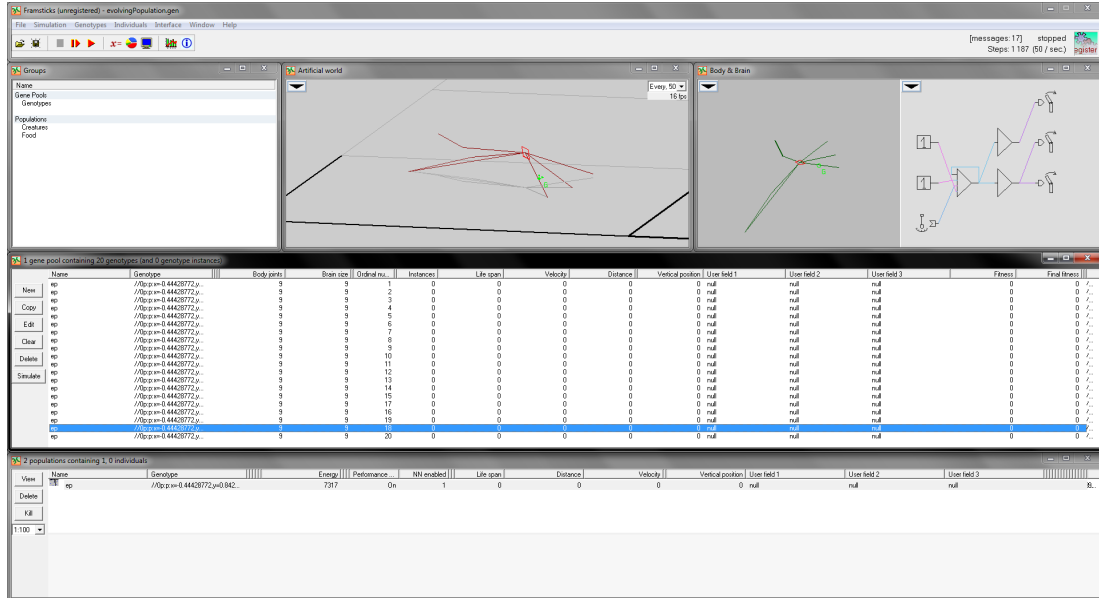 Framsticks (unregistered) - evolvingPopulation.gen
File Simulation Genotypes Individuals Interface Window Help
x=
[messages: 17] stopped
Steps: 1187 (50 / sec.)
Groups
Name
Gene Pools
Genotypes
Populations
Creatures
Food
Artificial world
Every, 50
16 fps
Body & Brain
1
1
1 gene pool containing 20 genotypes (and 0 genotype instances)
Name Genotype Body joints Brain size Ordinal nu... Instances Life span Velocity Distance Vertical position User field 1 User field 2 User field 3 Fitness Final fitness
New
Copy
Edit
Clear
Delete
Simulate
ep //0p:p:x=-0.44428772,y... 9 9 1 0 0 0 0 0 null null null 0 0 /...
ep //0p:p:x=-0.44428772,y... 9 9 2 0 0 0 0 0 null null null 0 0 /...
ep //0p:p:x=-0.44428772,y... 9 9 3 0 0 0 0 0 null null null 0 0 /...
ep //0p:p:x=-0.44428772,y... 9 9 4 0 0 0 0 0 null null null 0 0 /...
ep //0p:p:x=-0.44428772,y... 9 9 5 0 0 0 0 0 null null null 0 0 /...
ep //0p:p:x=-0.44428772,y... 9 9 6 0 0 0 0 0 null null null 0 0 /...
ep //0p:p:x=-0.44428772,y... 9 9 7 0 0 0 0 0 null null null 0 0 /...
ep //0p:p:x=-0.44428772,y... 9 9 8 0 0 0 0 0 null null null 0 0 /...
ep //0p:p:x=-0.44428772,y... 9 9 9 0 0 0 0 0 null null null 0 0 /...
ep //0p:p:x=-0.44428772,y... 9 9 10 0 0 0 0 0 null null null 0 0 /...
ep //0p:p:x=-0.44428772,y... 9 9 11 0 0 0 0 0 null null null 0 0 /...
ep //0p:p:x=-0.44428772,y... 9 9 12 0 0 0 0 0 null null null 0 0 /...
ep //0p:p:x=-0.44428772,y... 9 9 13 0 0 0 0 0 null null null 0 0 /...
ep //0p:p:x=-0.44428772,y... 9 9 14 0 0 0 0 0 null null null 0 0 /...
ep //0p:p:x=-0.44428772,y... 9 9 15 0 0 0 0 0 null null null 0 0 /...
ep //0p:p:x=-0.44428772,y... 9 9 17 0 0 0 0 0 null null null 0 0 /...
ep //0p:p:x=-0.44428772,y... 9 9 16 0 0 0 0 0 null null null 0 0 /...
ep //0p:p:x=-0.44428772,y... 9 9 19 0 0 0 0 0 null null null 0 0 /...
ep //0p:p:x=-0.44428772,y... 9 9 18 0 0 0 0 0 null null null 0 0 /...
ep //0p:p:x=-0.44428772,y... 9 9 20 0 0 0 0 0 null null null 0 0 /...
2 populations containing 1, 0 individuals
Name Genotype Energy Performance ... NN enabled Life span Distance Velocity Vertical position User field 1 User field 2 User field 3
View
Delete
Kill
1:100
ep //0p:p:x=-0.44428772,y=0.842... 7317 On 1 0 0 0 0 null null null